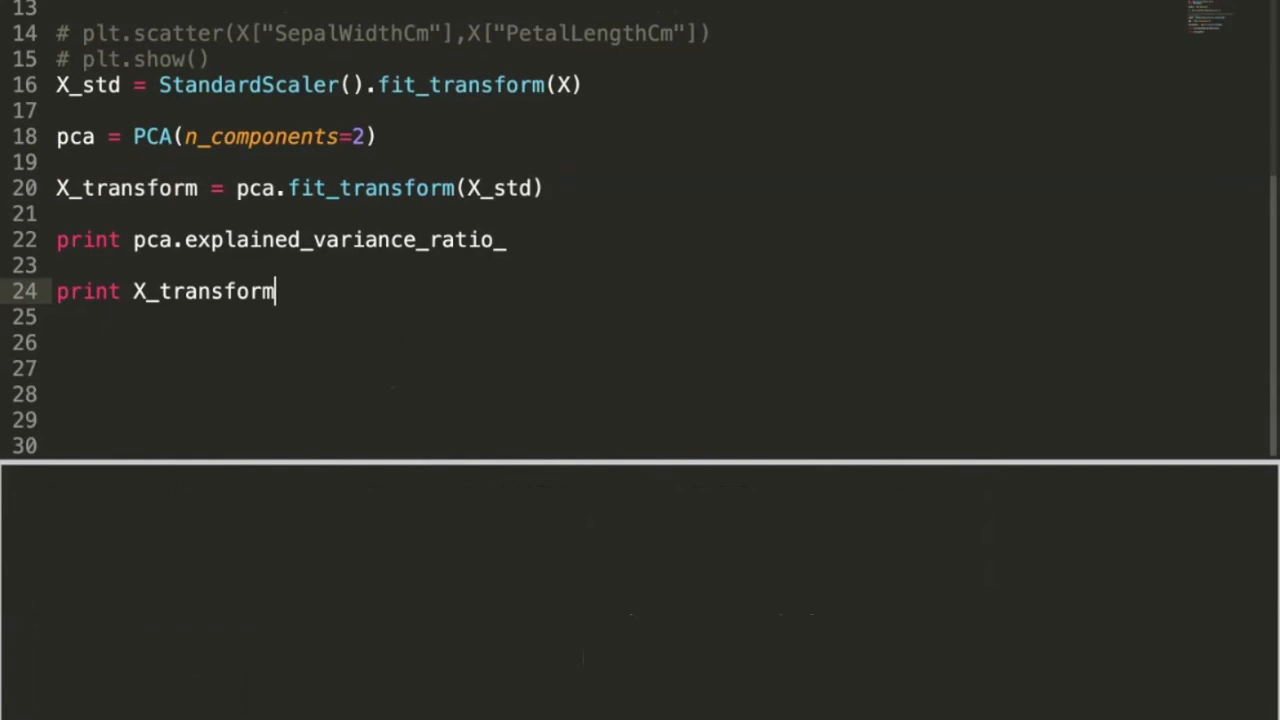 13
14 # plt.scatter(X["SepalWidthCm"],X["PetalLengthCm"])
15 # plt.show()
16 X_std = StandardScaler().fit_transform(X)
17
18 pca = PCA(n_components=2)
19
20 X_transform = pca.fit_transform(X_std)
21
22 print pca.explained_variance_ratio_
23
24 print X_transform
25
26
27
28
29
30